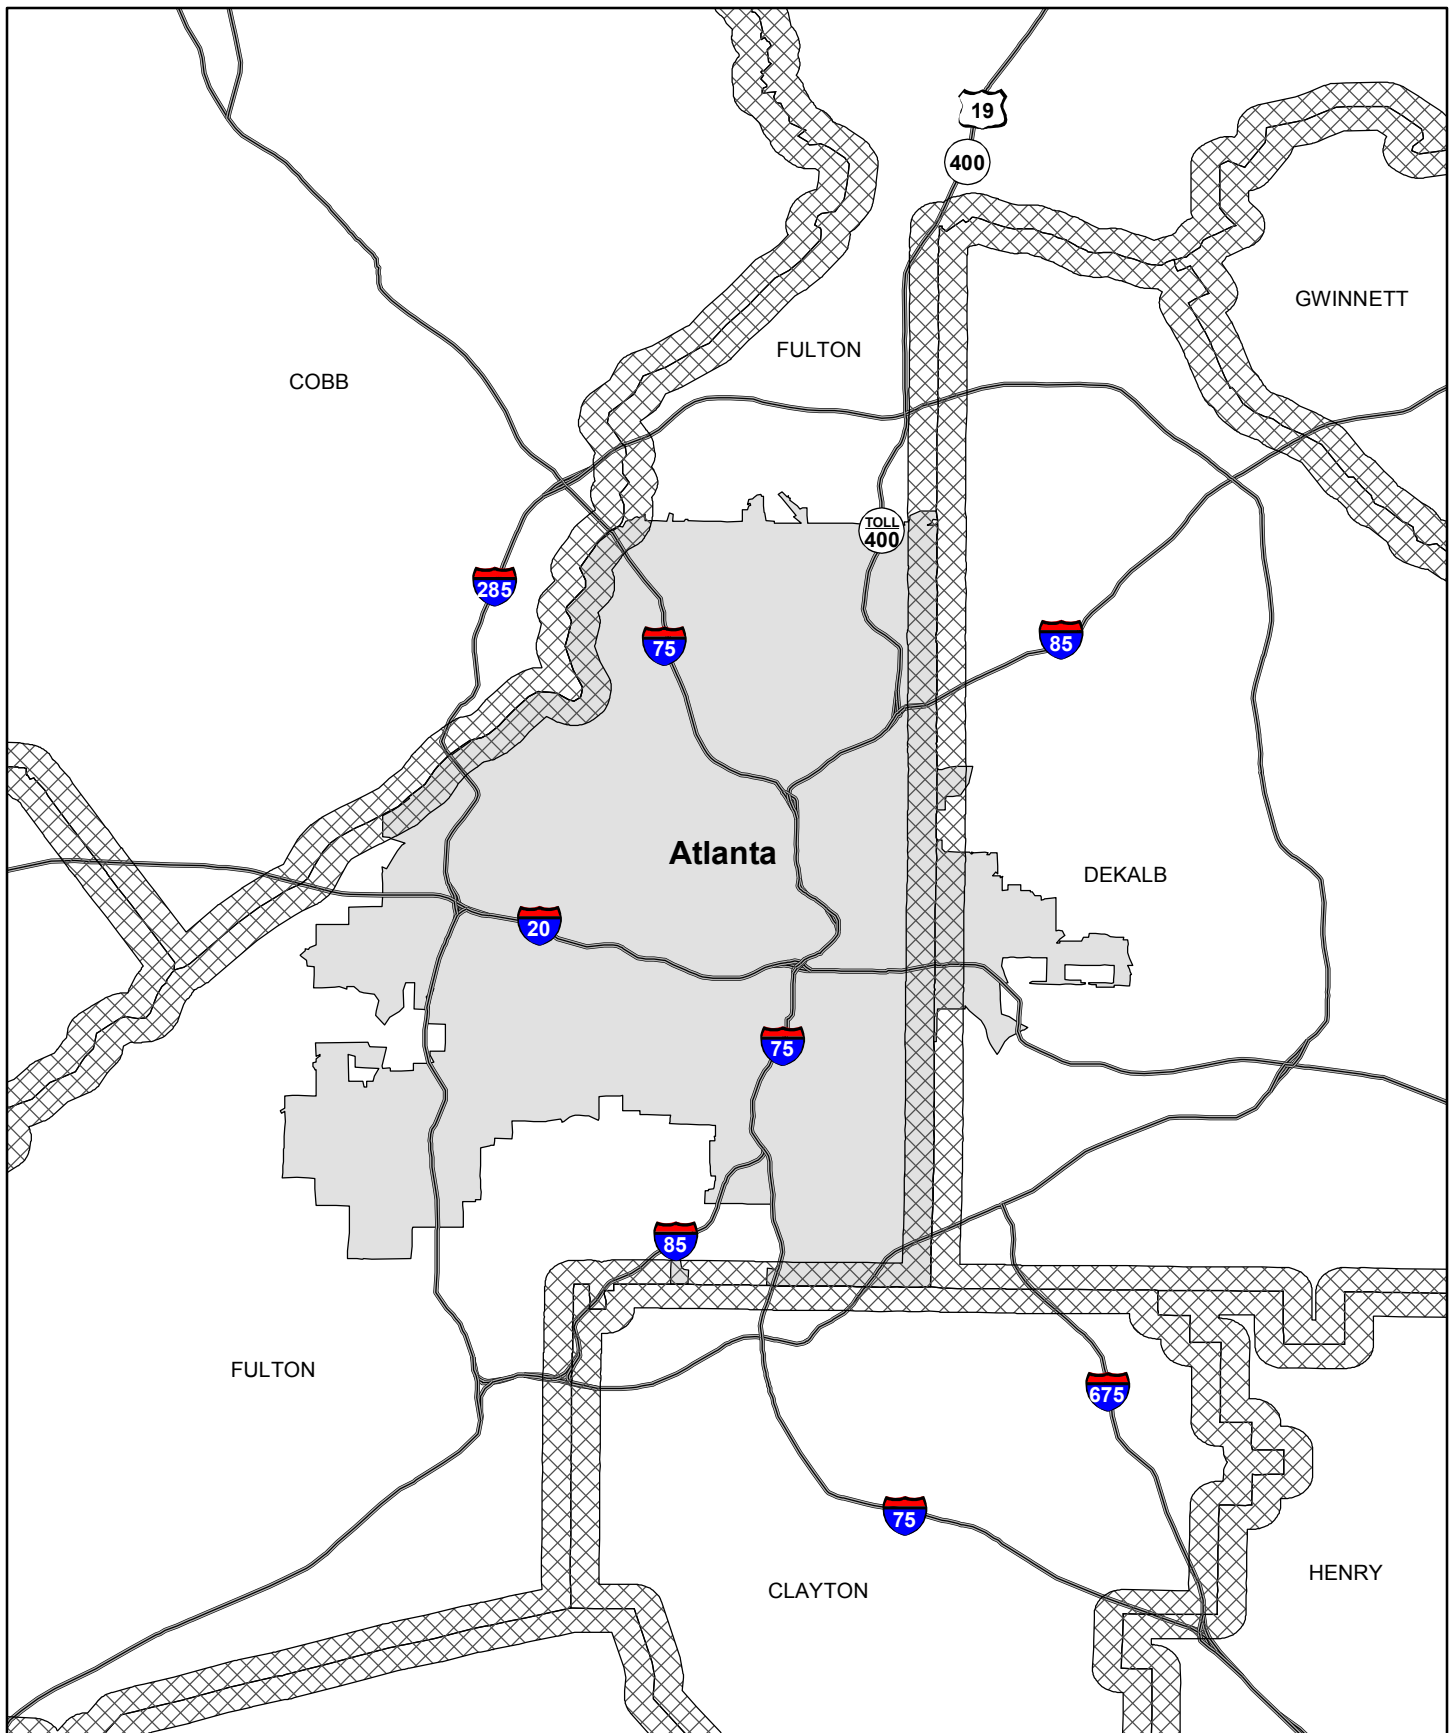 19
400
GWINNETT
FULTON
COBB
TOLL
400
285
75
85
Atlanta
DEKALB
20
75
85
FULTON
675
75
HENRY
CLAYTON